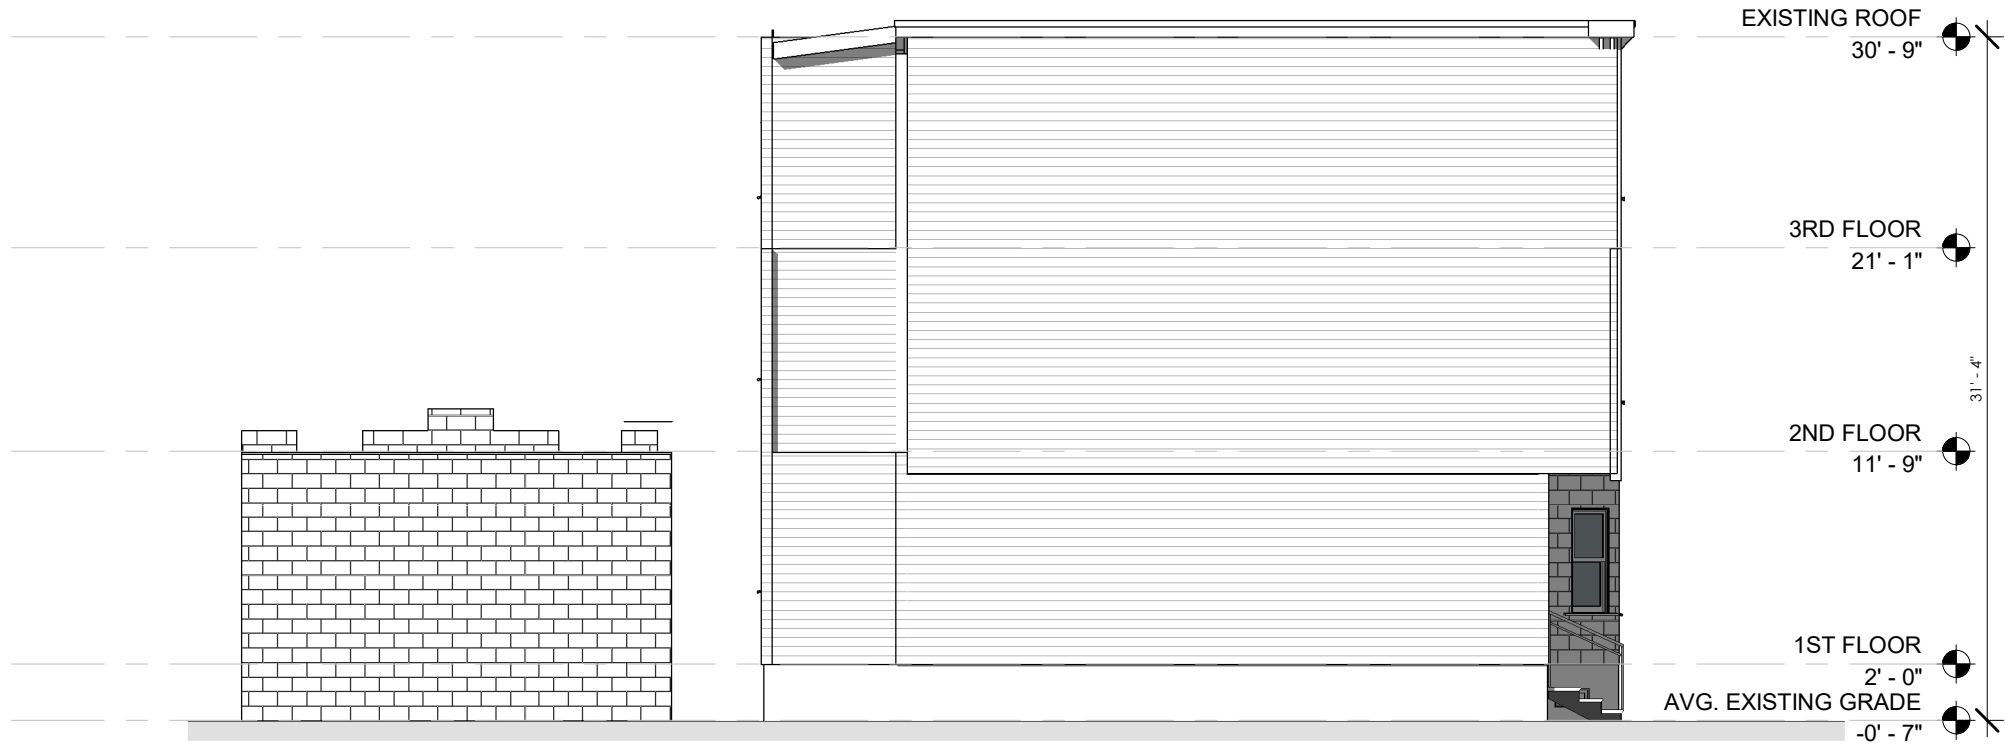 EXISTING ROOF
30' - 9"
3RD FLOOR
21' - 1"
31' - 4"
2ND FLOOR
11' - 9"
1ST FLOOR
2' - 0"
AVG. EXISTING GRADE
-0' - 7"